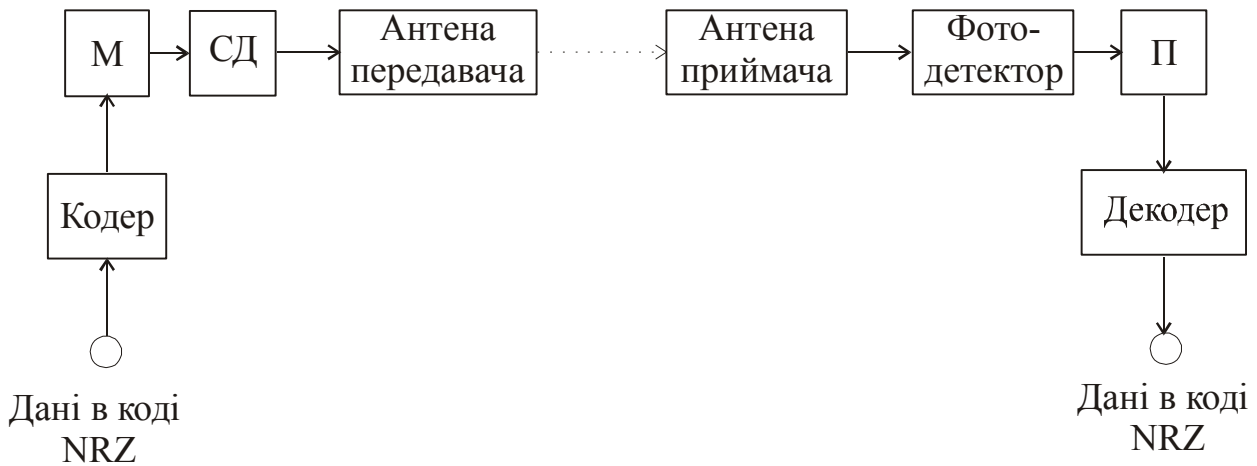 М
СД
Антена
передавача
Антена
приймача
Фото-
детектор
П
Кодер
Декодер
Дані в коді
NRZ
Дані в коді
NRZ